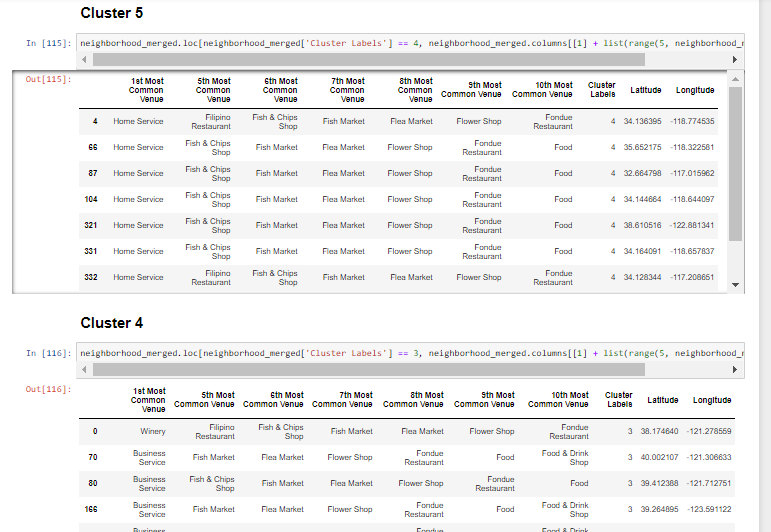 Cluster 5
In [115]: neighborhood_merged.loc[neighborhood_merged['Cluster Labels'] == 4, neighborhood_merged.columns[[1] + list(range(5, neighborhood_
Out[115]:
1st Most Common Venue 5th Most Common Venue 6th Most Common Venue 7th Most Common Venue 8th Most Common Venue 9th Most Common Venue 10th Most Common Venue Cluster Labels Latitude Longitude
4 Home Service Filipino Restaurant Fish & Chips Shop Fish Market Flea Market Flower Shop Fondue Restaurant 4 34.136395 -118.774535
66 Home Service Fish & Chips Shop Fish Market Flea Market Flower Shop Fondue Restaurant Food 4 35.652175 -118.322581
87 Home Service Fish & Chips Shop Fish Market Flea Market Flower Shop Fondue Restaurant Food 4 32.664798 -117.015962
104 Home Service Fish & Chips Shop Fish Market Flea Market Flower Shop Fondue Restaurant Food 4 34.144664 -118.644097
321 Home Service Fish & Chips Shop Fish Market Flea Market Flower Shop Fondue Restaurant Food 4 38.610516 -122.881341
331 Home Service Fish & Chips Shop Fish Market Flea Market Flower Shop Fondue Restaurant Food 4 34.164091 -118.657837
332 Home Service Filipino Restaurant Fish & Chips Shop Fish Market Flea Market Flower Shop Fondue Restaurant 4 34.128344 -117.208651
Cluster 4
In [116]: neighborhood_merged.loc[neighborhood_merged['Cluster Labels'] == 3, neighborhood_merged.columns[[1] + list(range(5, neighborhood_
Out[116]:
1st Most Common Venue 5th Most Common Venue 6th Most Common Venue 7th Most Common Venue 8th Most Common Venue 9th Most Common Venue 10th Most Common Venue Cluster Labels Latitude Longitude
0 Winery Filipino Restaurant Fish & Chips Shop Fish Market Flea Market Flower Shop Fondue Restaurant 3 38.174640 -121.278559
70 Business Service Fish Market Flea Market Flower Shop Fondue Restaurant Food Food & Drink Shop 3 40.002107 -121.306633
80 Business Service Fish & Chips Shop Fish Market Flea Market Flower Shop Fondue Restaurant Food 3 39.412388 -121.712751
166 Business Service Fish Market Flea Market Flower Shop Fondue Restaurant Food Food & Drink Shop 3 39.264895 -123.591122
Business Fondue Food & Drink